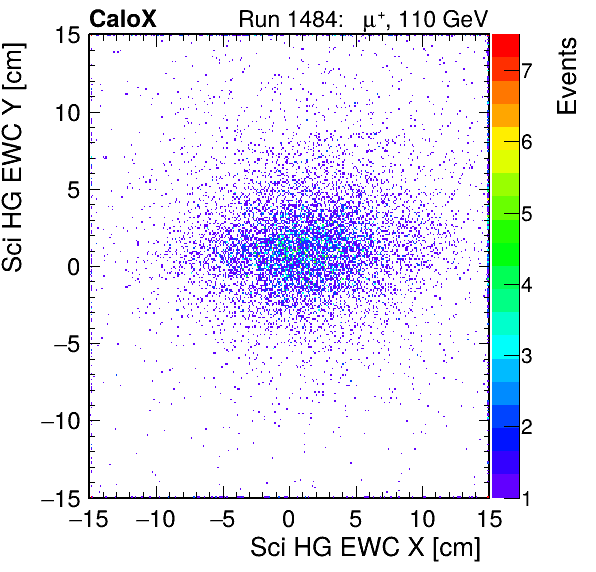 CaloX Run 1484: μ⁺, 110 GeV
Sci HG EWC Y [cm]
15
10
5
0
−5
−10
−15
−15 −10 −5 0 5 10 15
Sci HG EWC X [cm]
Events
7
6
5
4
3
2
1